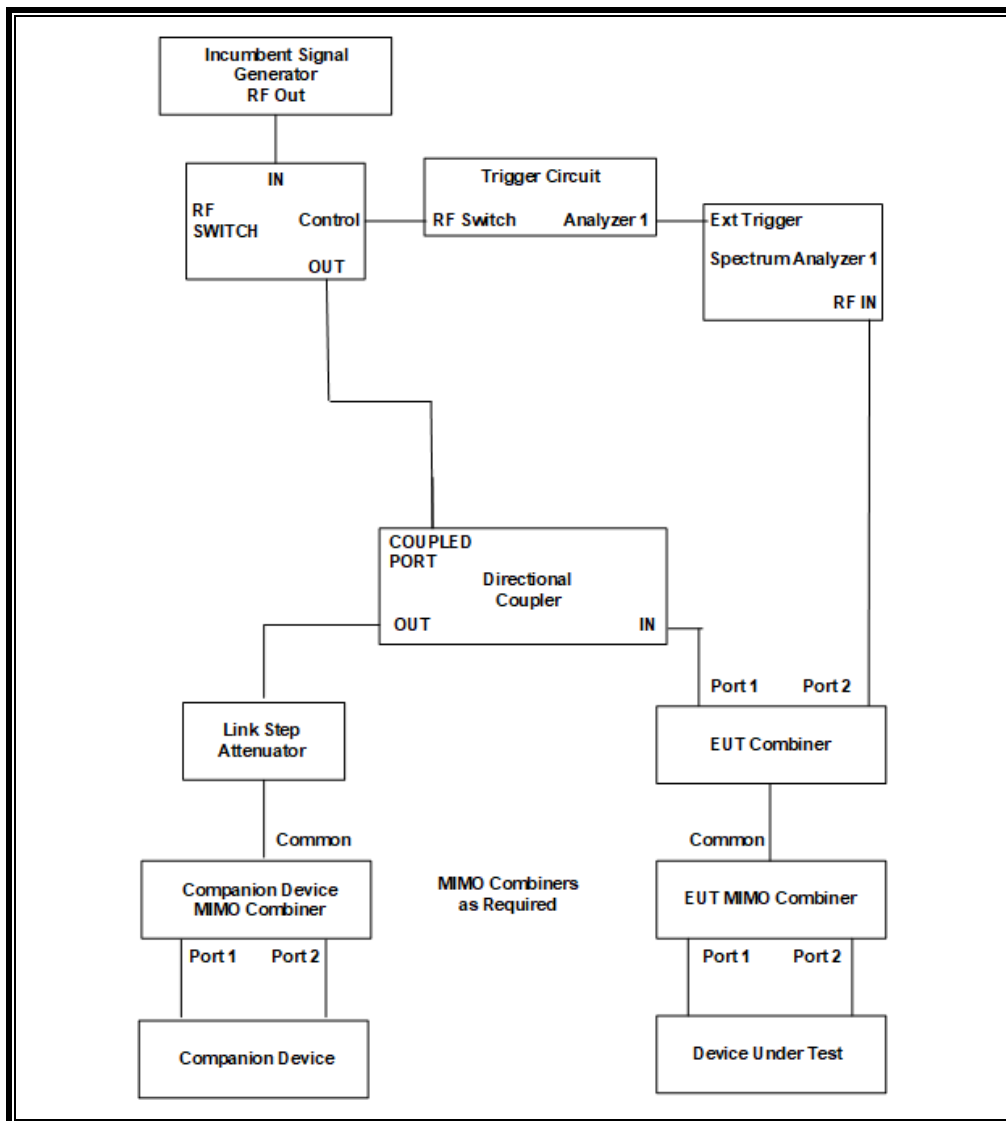 Incumbent Signal
Generator
RF Out
IN
RF
SWITCH
Control
OUT
Trigger Circuit
RF Switch
Analyzer 1
Ext Trigger
Spectrum Analyzer 1
RF IN
COUPLED
PORT
Directional
Coupler
OUT
IN
Port 1
Port 2
Link Step
Attenuator
EUT Combiner
Common
Common
Companion Device
MIMO Combiner
MIMO Combiners
as Required
EUT MIMO Combiner
Port 1
Port 2
Port 1
Port 2
Companion Device
Device Under Test